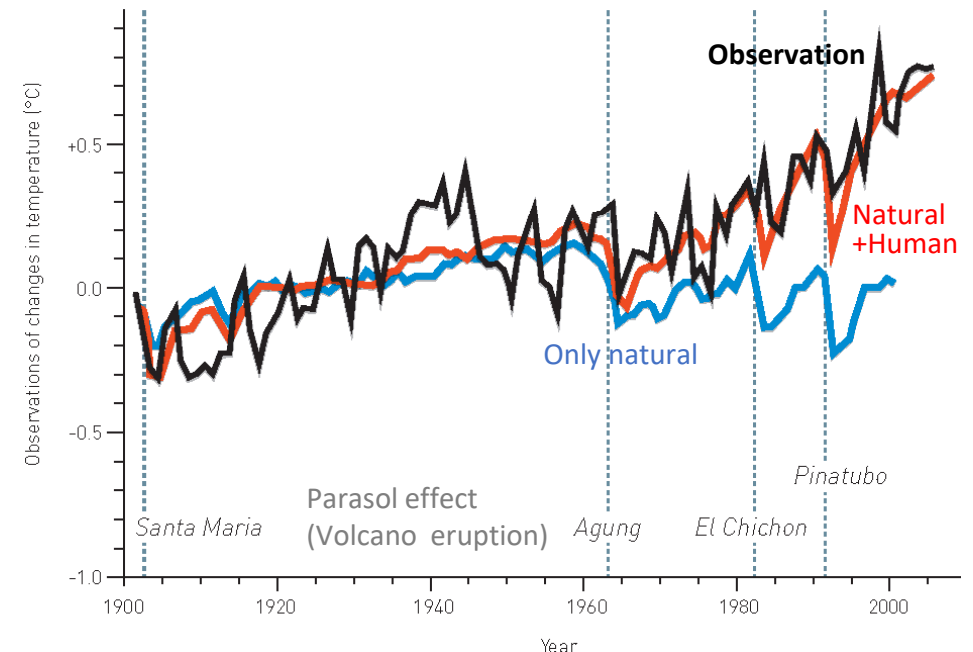 Observations of changes in temperature (°C)
+0.5
0.0
-0.5
-1.0
Observation
Natural
+Human
Only natural
Pinatubo
Parasol effect
(Volcano eruption)
Santa Maria
Agung
El Chichon
1900
1920
1940
1960
1980
2000
Year